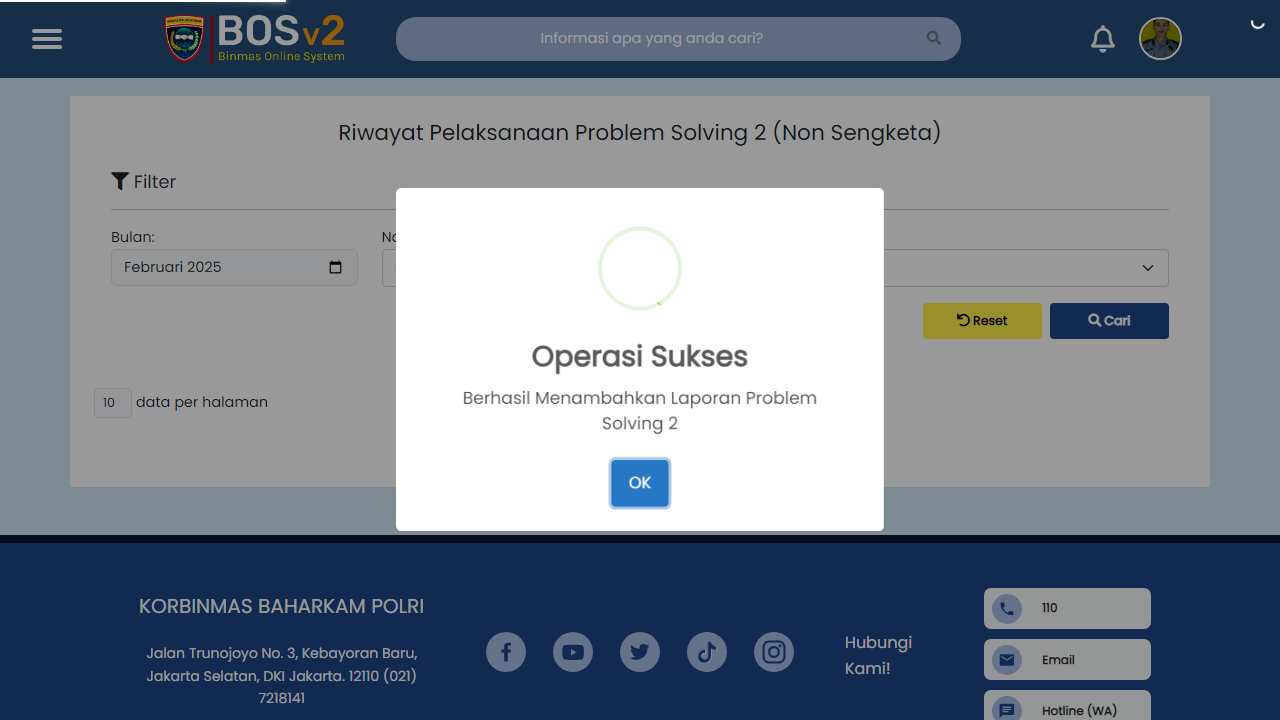 BOSv2
Binmas Online System
Informasi apa yang anda cari?
Riwayat Pelaksanaan Problem Solving 2 (Non Sengketa)
Filter
Bulan:
Februari 2025
Reset
Cari
10 data per halaman
Operasi Sukses
Berhasil Menambahkan Laporan Problem
Solving 2
OK
KORBINMAS BAHARKAM POLRI
Jalan Trunojoyo No. 3, Kebayoran Baru,
Jakarta Selatan, DKI Jakarta. 12110 (021)
7218141
Hubungi
Kami!
110
Email
Hotline (WA)